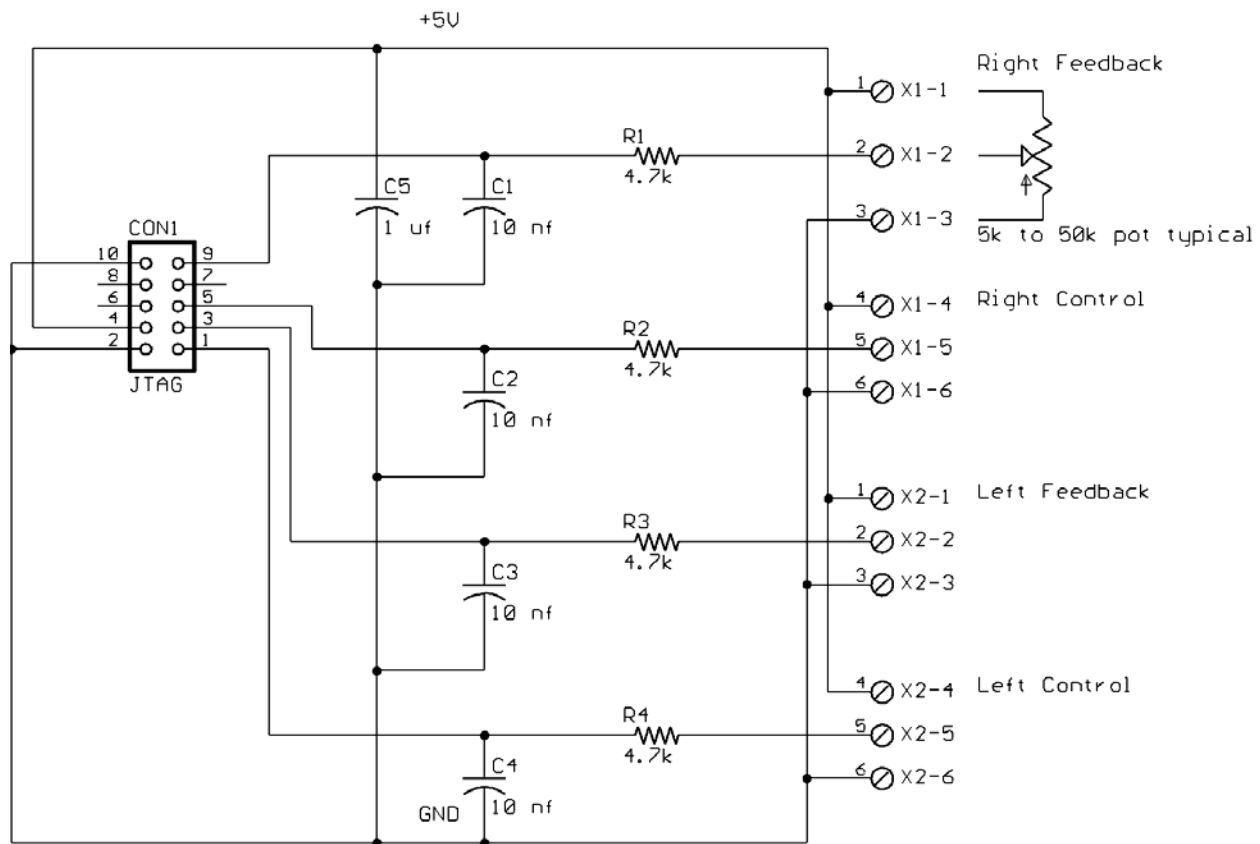 +5V
Right Feedback
1 X1-1
R1
2 X1-2
4.7k
C5
C1
1 uf
10 nf
3 X1-3
5k to 50k pot typical
CON1
10 9
8 7
6 5
4 3
2 1
JTAG
4 X1-4 Right Control
R2
5 X1-5
4.7k
C2
6 X1-6
10 nf
1 X2-1 Left Feedback
R3
2 X2-2
4.7k
C3
3 X2-3
10 nf
4 X2-4 Left Control
R4
5 X2-5
4.7k
C4
6 X2-6
GND
10 nf